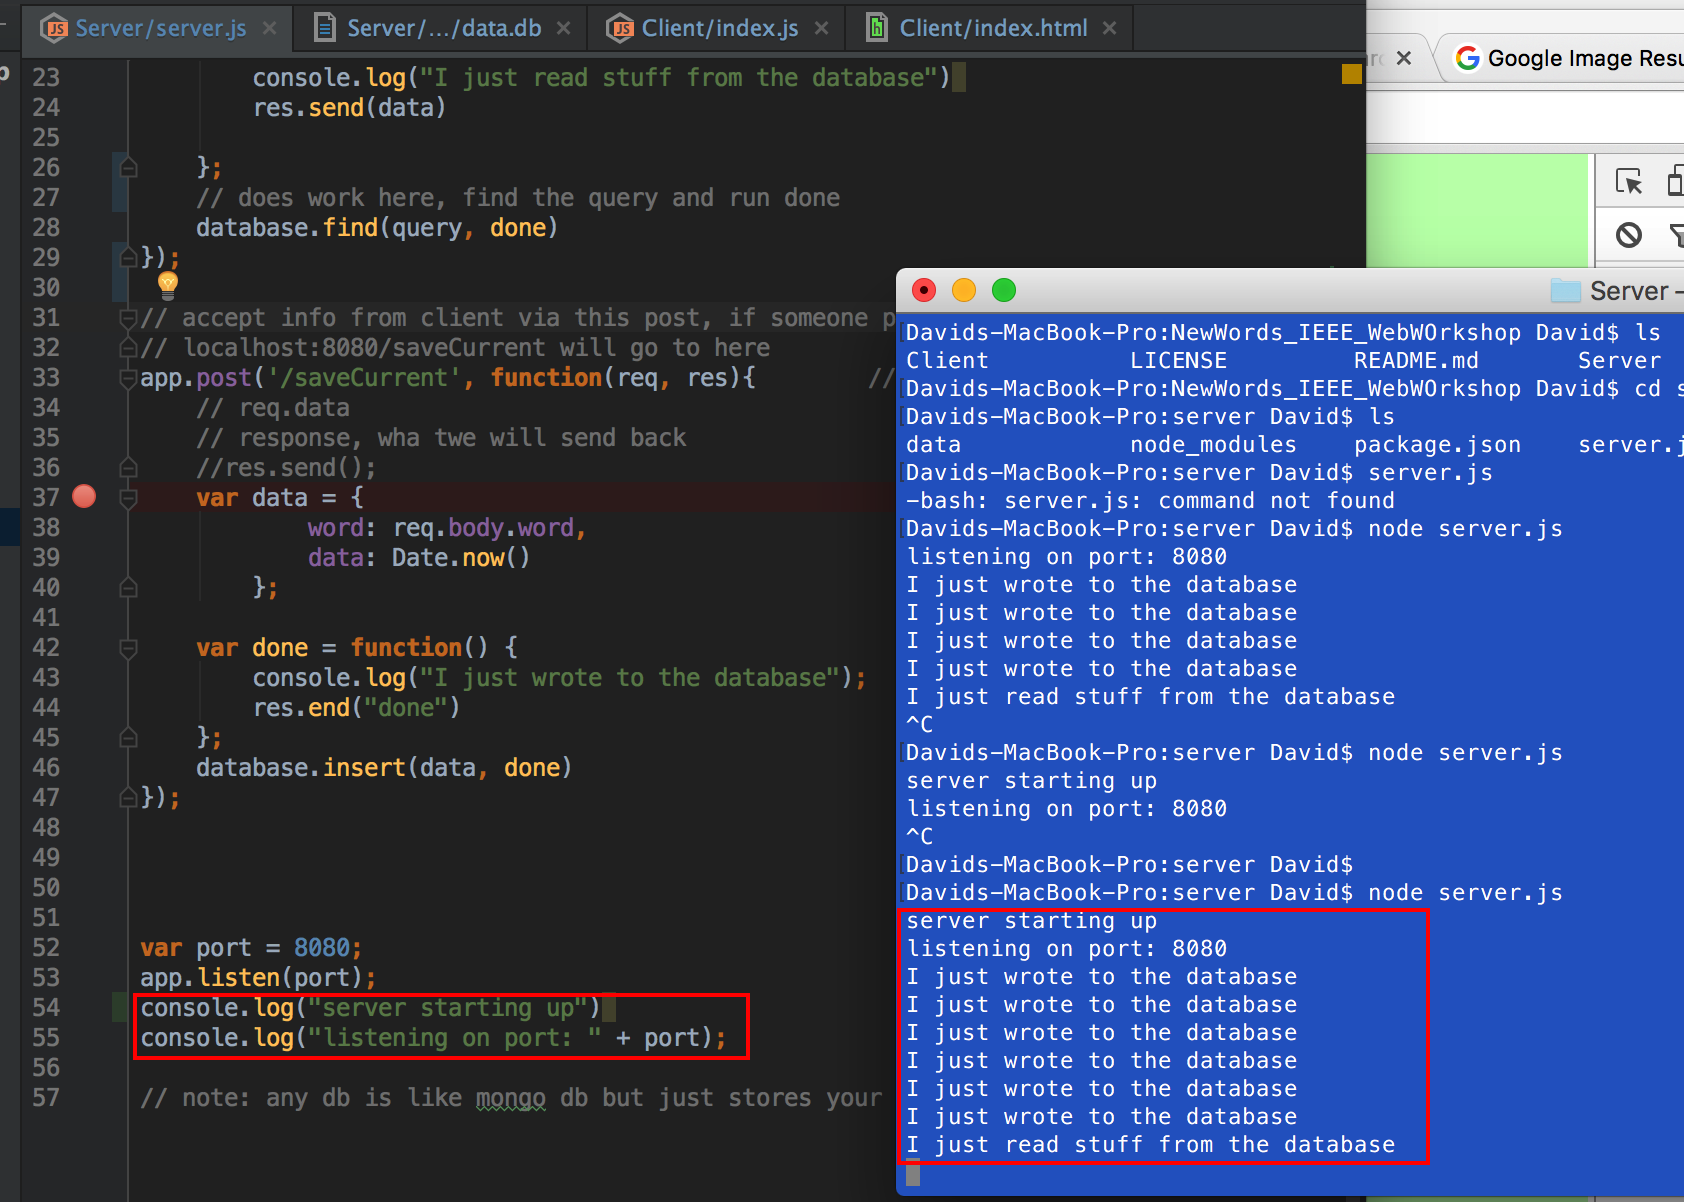 Server/server.js
Server/.../data.db
Client/index.js
Client/index.html
Google Image Resu
23 console.log("I just read stuff from the database")
24 res.send(data)
25
26 };
27 // does work here, find the query and run done
28 database.find(query, done)
29 });
30
31 // accept info from client via this post, if someone p
32 // localhost:8080/saveCurrent will go to here
33 app.post('/saveCurrent', function(req, res){ //
34 // req.data
35 // response, wha twe will send back
36 //res.send();
37 var data = {
38 word: req.body.word,
39 data: Date.now()
40 };
41
42 var done = function() {
43 console.log("I just wrote to the database");
44 res.end("done")
45 };
46 database.insert(data, done)
47 });
48
49
50
51
52 var port = 8080;
53 app.listen(port);
54 console.log("server starting up")
55 console.log("listening on port: " + port);
56
57 // note: any db is like mongo db but just stores your
Server —
Davids-MacBook-Pro:NewWords_IEEE_WebWOrkshop David$ ls
Client LICENSE README.md Server
Davids-MacBook-Pro:NewWords_IEEE_WebWOrkshop David$ cd s
Davids-MacBook-Pro:server David$ ls
data node_modules package.json server.j
Davids-MacBook-Pro:server David$ server.js
-bash: server.js: command not found
Davids-MacBook-Pro:server David$ node server.js
listening on port: 8080
I just wrote to the database
I just wrote to the database
I just wrote to the database
I just wrote to the database
I just read stuff from the database
^C
Davids-MacBook-Pro:server David$ node server.js
server starting up
listening on port: 8080
^C
Davids-MacBook-Pro:server David$
Davids-MacBook-Pro:server David$ node server.js
server starting up
listening on port: 8080
I just wrote to the database
I just wrote to the database
I just wrote to the database
I just wrote to the database
I just wrote to the database
I just wrote to the database
I just read stuff from the database